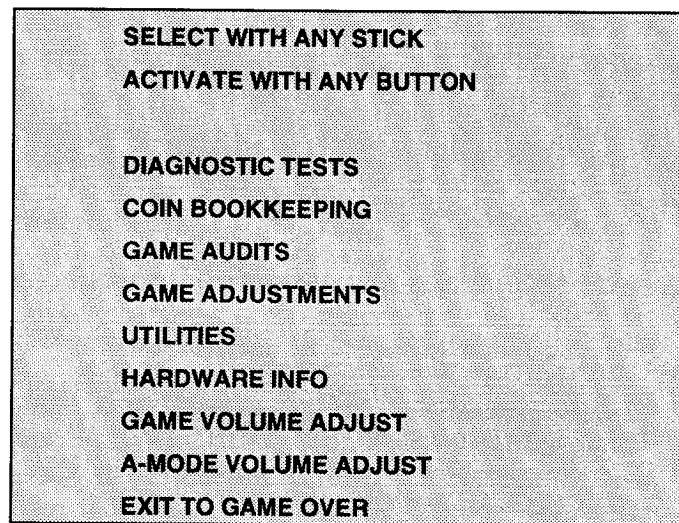 SELECT WITH ANY STICK
ACTIVATE WITH ANY BUTTON
DIAGNOSTIC TESTS
COIN BOOKKEEPING
GAME AUDITS
GAME ADJUSTMENTS
UTILITIES
HARDWARE INFO
GAME VOLUME ADJUST
A-MODE VOLUME ADJUST
EXIT TO GAME OVER